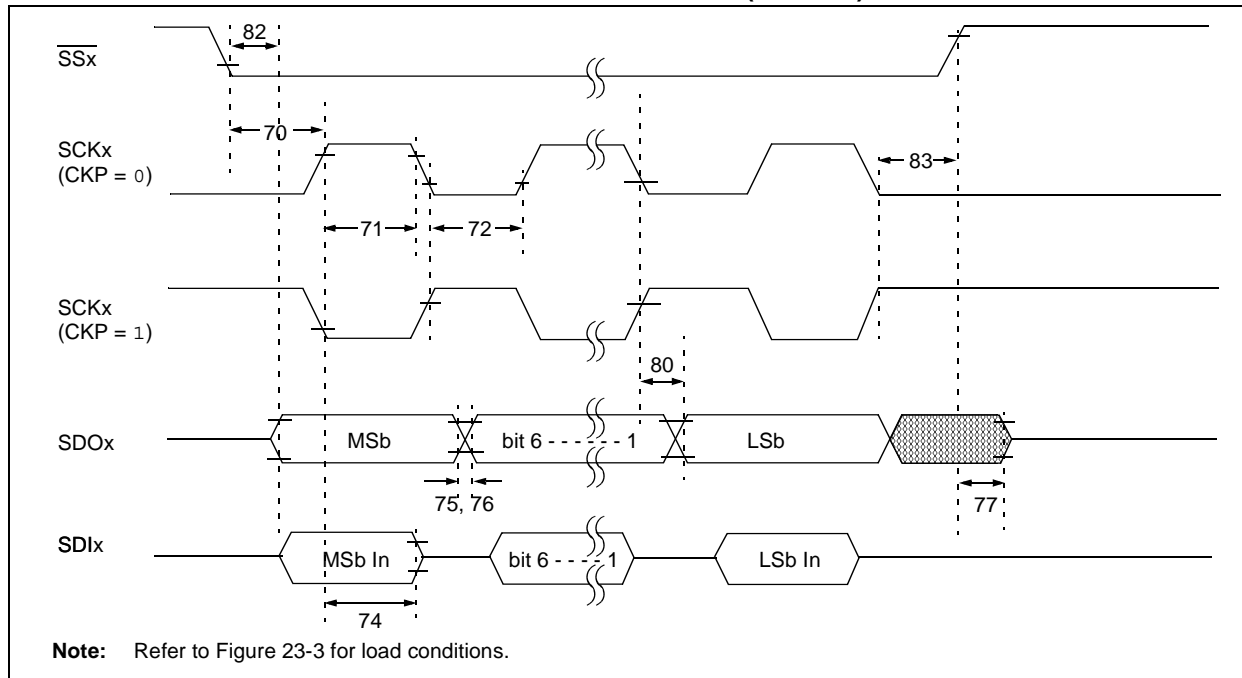 82
SSx
70
SCKx
(CKP = 0)
83
71
72
SCKx
(CKP = 1)
80
SDOx
MSb
bit 6 - - - - - - 1
LSb
75, 76
77
SDIx
MSb In
bit 6 - - - - 1
LSb In
74
Note: Refer to Figure 23-3 for load conditions.